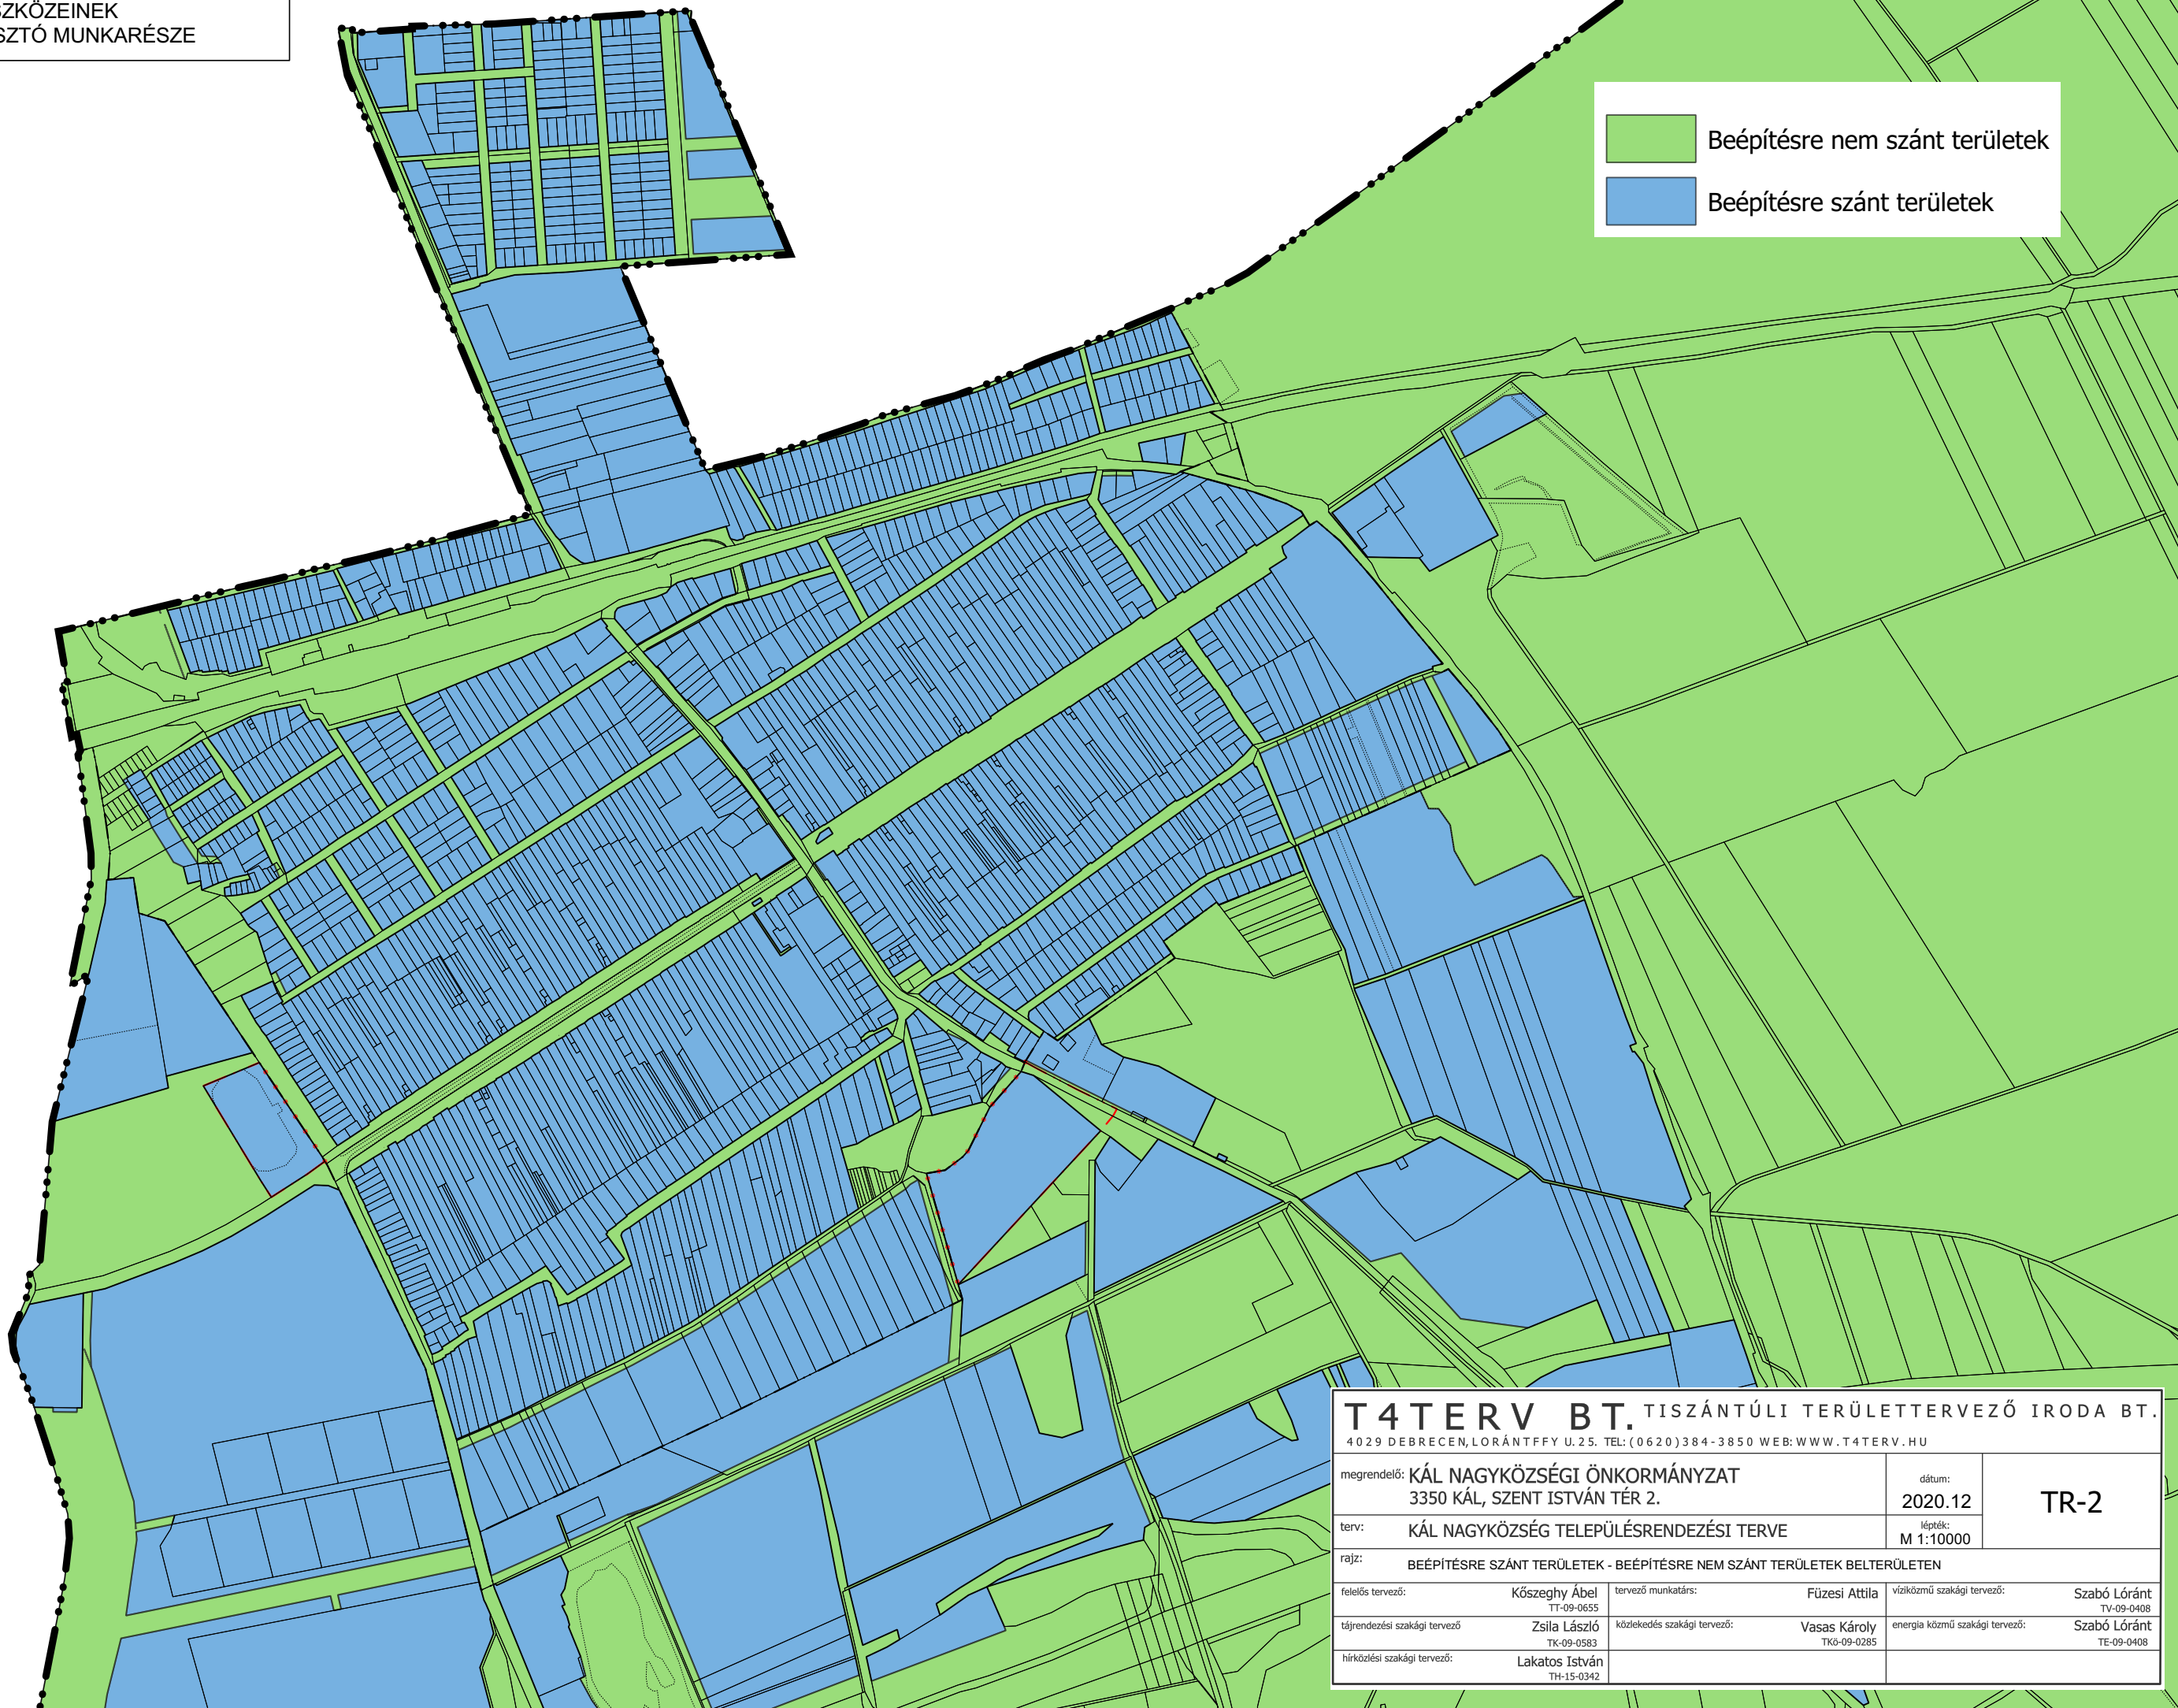 SZKÖZEINEK
SZTÓ MUNKARÉSZE
Beépítésre nem szánt területek
Beépítésre szánt területek
T4TERV BT. TISZÁNTÚLI TERÜLETTERVEZŐ IRODA BT.
4029 DEBRECEN, LORÁNTFFY U. 25. TEL: (0620)384-3850 WEB: WWW.T4TERV.HU
megrendelő: KÁL NAGYKÖZSÉGI ÖNKORMÁNYZAT
3350 KÁL, SZENT ISTVÁN TÉR 2.
dátum:
2020.12
TR-2
terv: KÁL NAGYKÖZSÉG TELEPÜLÉSRENDEZÉSI TERVE
lépték:
M 1:10000
rajz: BEÉPÍTÉSRE SZÁNT TERÜLETEK - BEÉPÍTÉSRE NEM SZÁNT TERÜLETEK BELTERÜLETEN
felelős tervező: Kőszeghy Ábel
TT-09-0655
tervező munkatárs: Füzesi Attila
víziközmű szakági tervező: Szabó Lóránt
TV-09-0408
tájrendezési szakági tervező Zsila László
TK-09-0583
közlekedés szakági tervező: Vasas Károly
TKö-09-0285
energia közmű szakági tervező: Szabó Lóránt
TE-09-0408
hírközlési szakági tervező: Lakatos István
TH-15-0342